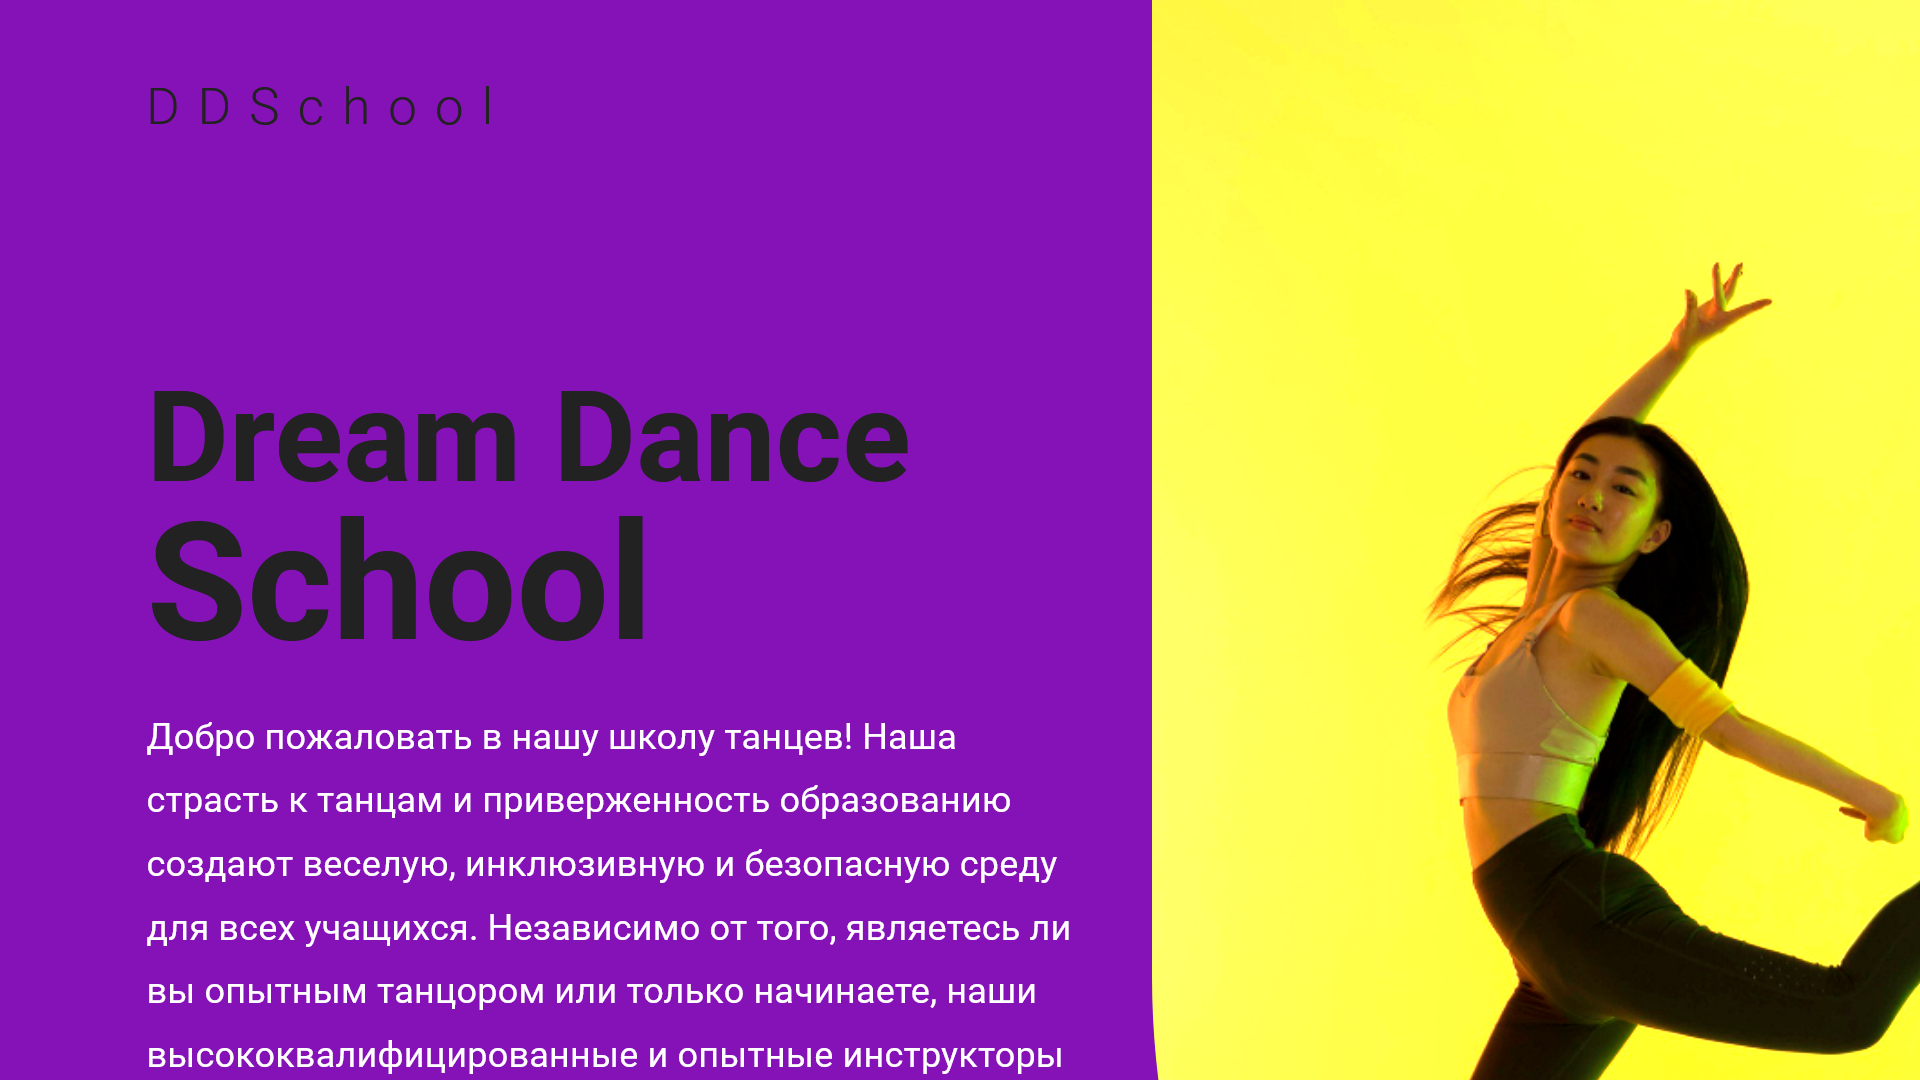 DDSchool
Dream Dance
School
Добро пожаловать в нашу школу танцев! Наша
страсть к танцам и приверженность образованию
создают веселую, инклюзивную и безопасную среду
для всех учащихся. Независимо от того, являетесь ли
вы опытным танцором или только начинаете, наши
высококвалифицированные и опытные инструкторы